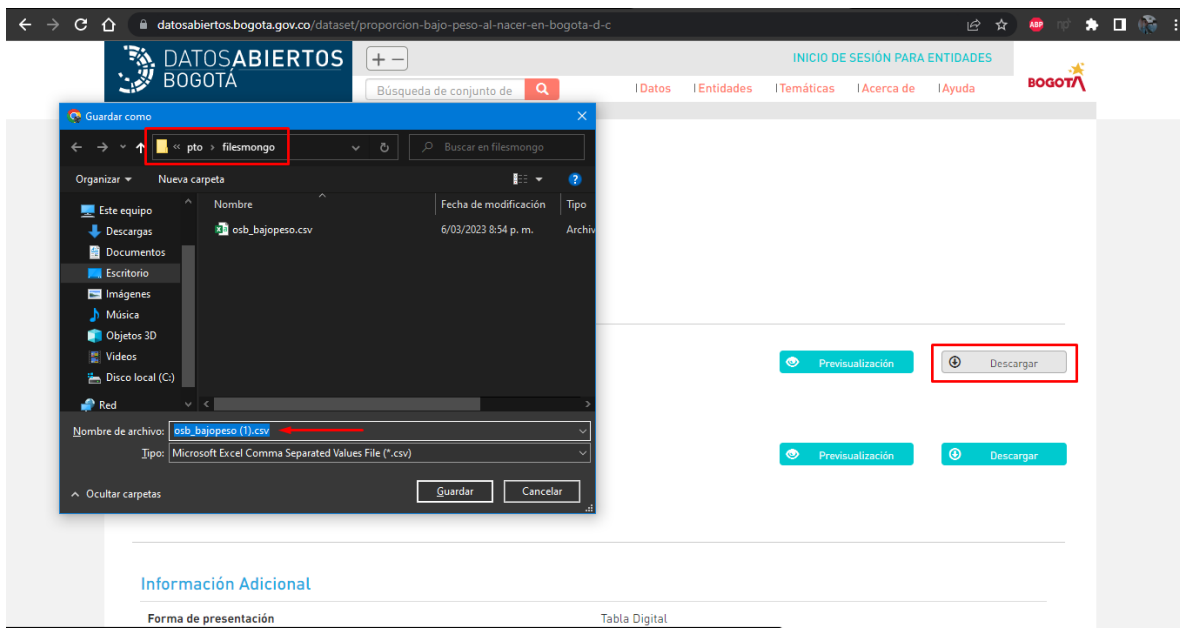 datosabiertos.bogota.gov.co/dataset/proporcion-bajo-peso-al-nacer-en-bogota-d-c
ABP
DATOSABIERTOS
BOGOTÁ
+ −
INICIO DE SESIÓN PARA ENTIDADES
Búsqueda de conjunto de
| Datos | Entidades | Temáticas | Acerca de | Ayuda
BOGOTÁ
Guardar como
« pto › filesmongo
Buscar en filesmongo
Organizar Nueva carpeta
Este equipo
Descargas
Documentos
Escritorio
Imágenes
Música
Objetos 3D
Videos
Disco local (C:)
Red
Nombre Fecha de modificación Tipo
osb_bajopeso.csv 6/03/2023 8:54 p. m. Archiv
Nombre de archivo: osb_bajopeso (1).csv
Tipo: Microsoft Excel Comma Separated Values File (*.csv)
Ocultar carpetas
Guardar Cancelar
Previsualización Descargar
Previsualización Descargar
Información Adicional
Forma de presentación Tabla Digital